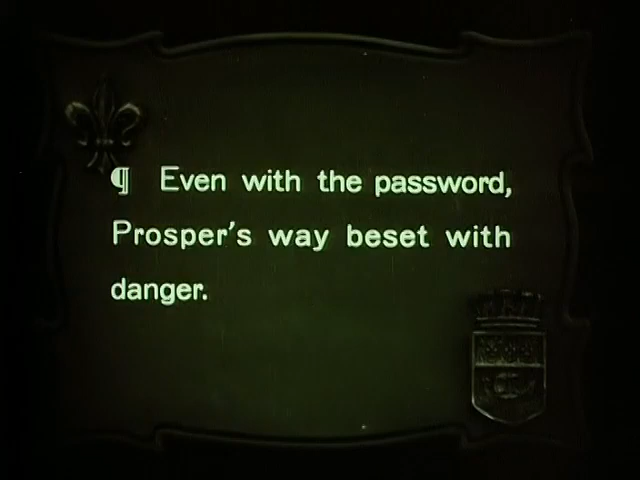 ¶ Even with the password,
Prosper's way beset with
danger.